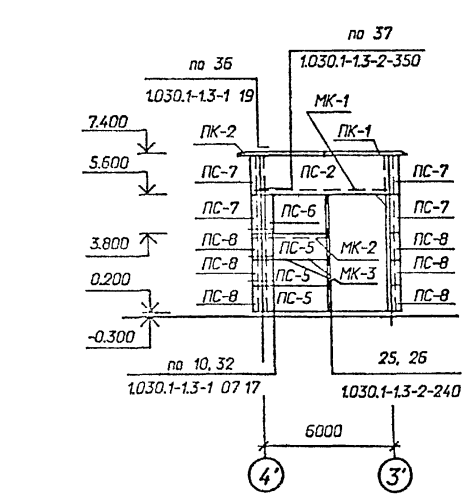 по 37
1.030.1-1.3-2-350
по 36
1.030.1-1.3-1 19
МК-1
7.400
ПК-2
ПК-1
5.600
ПС-7
ПС-2
ПС-7
ПС-7
ПС-6
ПС-7
3.800
ПС-8
ПС-5
МК-2
ПС-8
ПС-8
МК-3
ПС-8
0.200
ПС-5
ПС-8
ПС-5
ПС-8
-0.300
по 10, 32
1.030.1-1.3-1 07 17
25, 26
1.030.1-1.3-2-240
6000
4'
3'